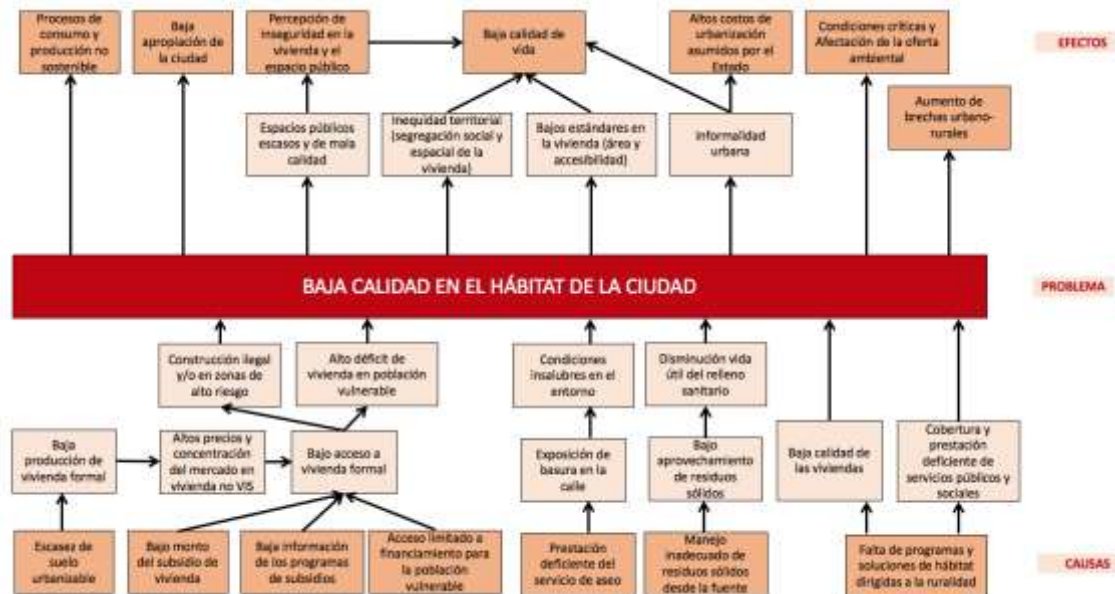 Procesos de
consumo y
producción no
sostenible
Baja
apropiación de
la ciudad
Percepción de
inseguridad en la
vivienda y el
espacio público
Baja calidad de
vida
Altos costos de
urbanización
asumidos por el
Estado
Condiciones críticas y
Afectación de la oferta
ambiental
EFECTOS
Aumento de
brechas urbano-
rurales
Espacios públicos
escasos y de mala
calidad
Inequidad territorial
(segregación social y
espacial de la
vivienda)
Bajos estándares en
la vivienda (área y
accesibilidad)
Informalidad
urbana
BAJA CALIDAD EN EL HÁBITAT DE LA CIUDAD
PROBLEMA
Construcción ilegal
y/o en zonas de
alto riesgo
Alto déficit de
vivienda en población
vulnerable
Condiciones
insalubres en el
entorno
Disminución vida
útil del relleno
sanitario
Baja
producción de
vivienda formal
Altos precios y
concentración
del mercado en
vivienda no VIS
Bajo acceso a
vivienda formal
Exposición de
basura en la
calle
Bajo
aprovechamiento
de residuos
sólidos
Baja calidad de
las viviendas
Cobertura y
prestación
deficiente de
servicios públicos y
sociales
Escasez de
suelo
urbanizable
Bajo monto
del subsidio de
vivienda
Baja información
de los programas
de subsidios
Acceso limitado a
financiamiento para
la población
vulnerable
Prestación
deficiente del
servicio de aseo
Manejo
inadecuado de
residuos sólidos
desde la fuente
Falta de programas y
soluciones de hábitat
dirigidas a la ruralidad
CAUSAS